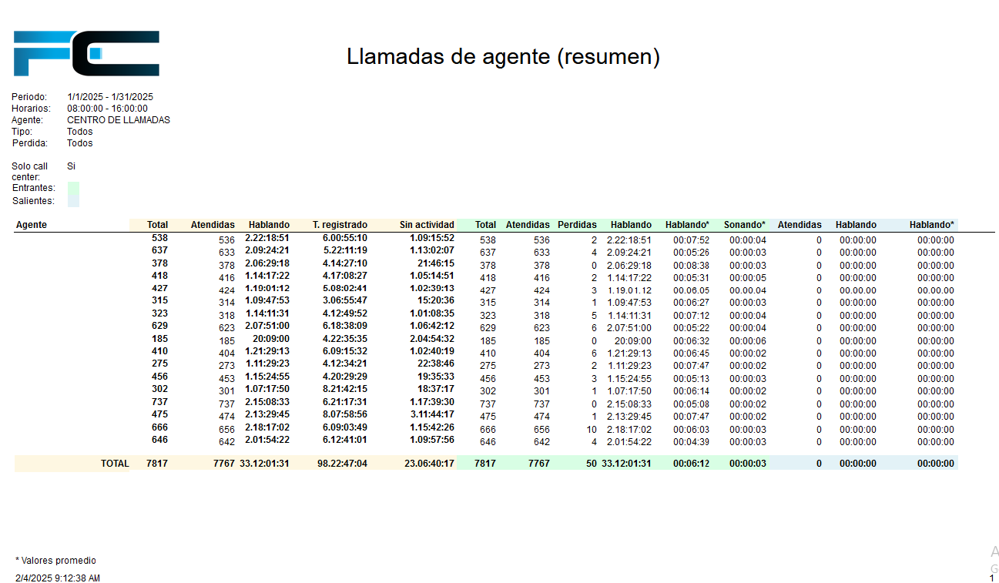 FC
Llamadas de agente (resumen)
Periodo: 1/1/2025 - 1/31/2025
Horarios: 08:00:00 - 16:00:00
Agente: CENTRO DE LLAMADAS
Tipo: Todos
Perdida: Todos
Solo call center: Si
Entrantes:
Salientes:
Agente Total Atendidas Hablando T. registrado Sin actividad Total Atendidas Perdidas Hablando Hablando* Sonando* Atendidas Hablando Hablando*
538 536 2.22:18:51 6.00:55:10 1.09:15:52 538 536 2 2.22:18:51 00:07:52 00:00:04 0 00:00:00 00:00:00
637 633 2.09:24:21 5.22:11:19 1.13:02:07 637 633 4 2.09:24:21 00:05:26 00:00:03 0 00:00:00 00:00:00
378 378 2.06:29:18 4.14:27:10 21:46:15 378 378 0 2.06:29:18 00:08:38 00:00:03 0 00:00:00 00:00:00
418 416 1.14:17:22 4.17:08:27 1.05:14:51 418 416 2 1.14:17:22 00:05:31 00:00:05 0 00:00:00 00:00:00
427 424 1.19:01:12 5.08:02:41 1.02:39:13 427 424 3 1.19:01:12 00:06:05 00:00:04 0 00:00:00 00:00:00
315 314 1.09:47:53 3.06:55:47 15:20:36 315 314 1 1.09:47:53 00:06:27 00:00:03 0 00:00:00 00:00:00
323 318 1.14:11:31 4.12:49:52 1.01:08:35 323 318 5 1.14:11:31 00:07:12 00:00:04 0 00:00:00 00:00:00
629 623 2.07:51:00 6.18:38:09 1.06:42:12 629 623 6 2.07:51:00 00:05:22 00:00:04 0 00:00:00 00:00:00
185 185 20:09:00 4.22:35:35 2.04:54:32 185 185 0 20:09:00 00:06:32 00:00:06 0 00:00:00 00:00:00
410 404 1.21:29:13 6.09:15:32 1.02:40:19 410 404 6 1.21:29:13 00:06:45 00:00:02 0 00:00:00 00:00:00
275 273 1.11:29:23 4.12:34:21 22:38:46 275 273 2 1.11:29:23 00:07:47 00:00:02 0 00:00:00 00:00:00
456 453 1.15:24:55 4.20:29:29 19:35:33 456 453 3 1.15:24:55 00:05:13 00:00:03 0 00:00:00 00:00:00
302 301 1.07:17:50 8.21:42:15 18:37:17 302 301 1 1.07:17:50 00:06:14 00:00:02 0 00:00:00 00:00:00
737 737 2.15:08:33 6.21:17:31 1.17:39:30 737 737 0 2.15:08:33 00:05:08 00:00:02 0 00:00:00 00:00:00
475 474 2.13:29:45 8.07:58:56 3.11:44:17 475 474 1 2.13:29:45 00:07:47 00:00:02 0 00:00:00 00:00:00
666 656 2.18:17:02 6.09:03:49 1.15:42:26 666 656 10 2.18:17:02 00:06:03 00:00:03 0 00:00:00 00:00:00
646 642 2.01:54:22 6.12:41:01 1.09:57:56 646 642 4 2.01:54:22 00:04:39 00:00:03 0 00:00:00 00:00:00
TOTAL 7817 7767 33.12:01:31 98.22:47:04 23.06:40:17 7817 7767 50 33.12:01:31 00:06:12 00:00:03 0 00:00:00 00:00:00
* Valores promedio
2/4/2025 9:12:38 AM
A
G
1